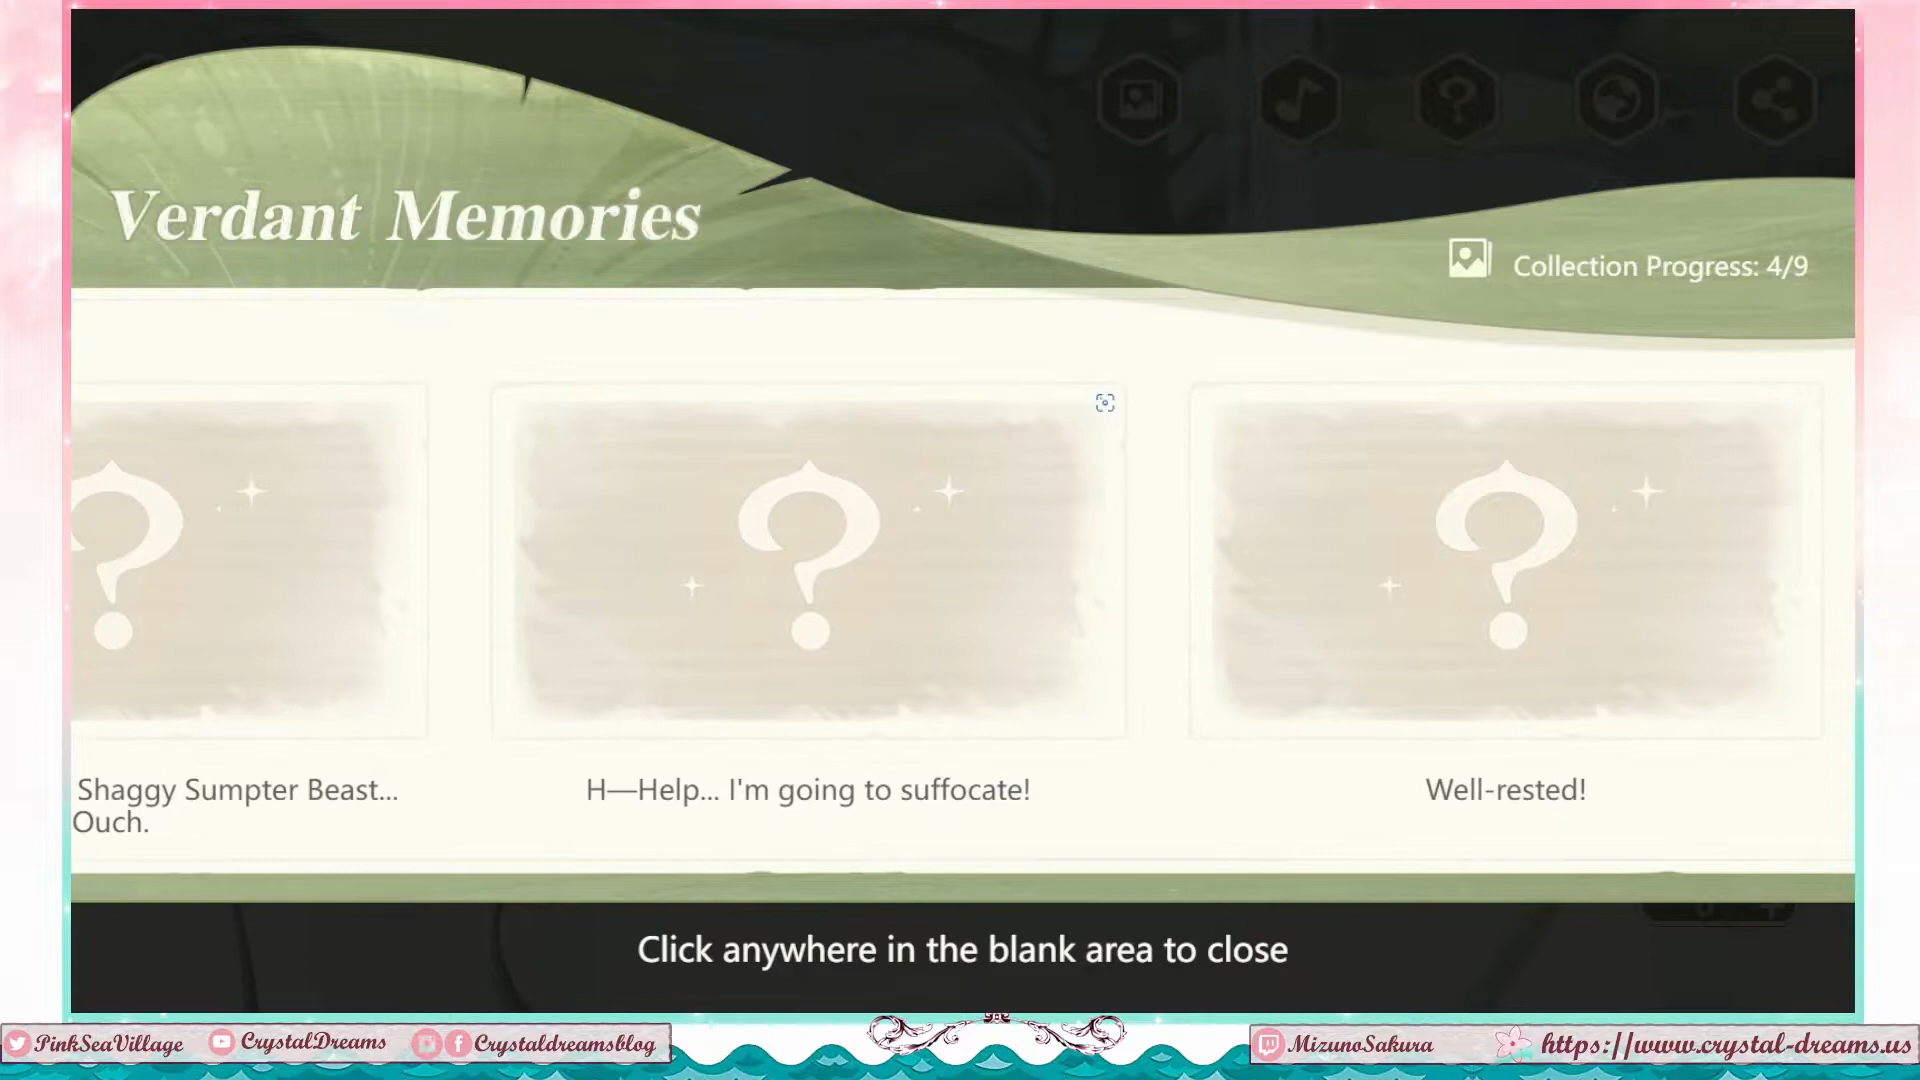 Verdant Memories
Collection Progress: 4/9
Shaggy Sumpter Beast...
Ouch.
H—Help... I'm going to suffocate!
Well-rested!
Click anywhere in the blank area to close
PinkSeaVillage
CrystalDreams
Crystaldreamsblog
MizunoSakura
https://www.crystal-dreams.us